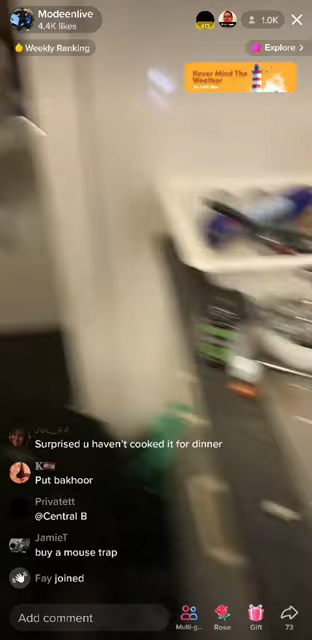 Modeenlive
4.4K likes
1.0K
Weekly Ranking
Explore >
Never Mind The
Weather
Surprised u haven't cooked it for dinner
K
Put bakhoor
Privatett
@Central B
JamieT
buy a mouse trap
Fay joined
Add comment
Multi-g...
Rose
Gift
73